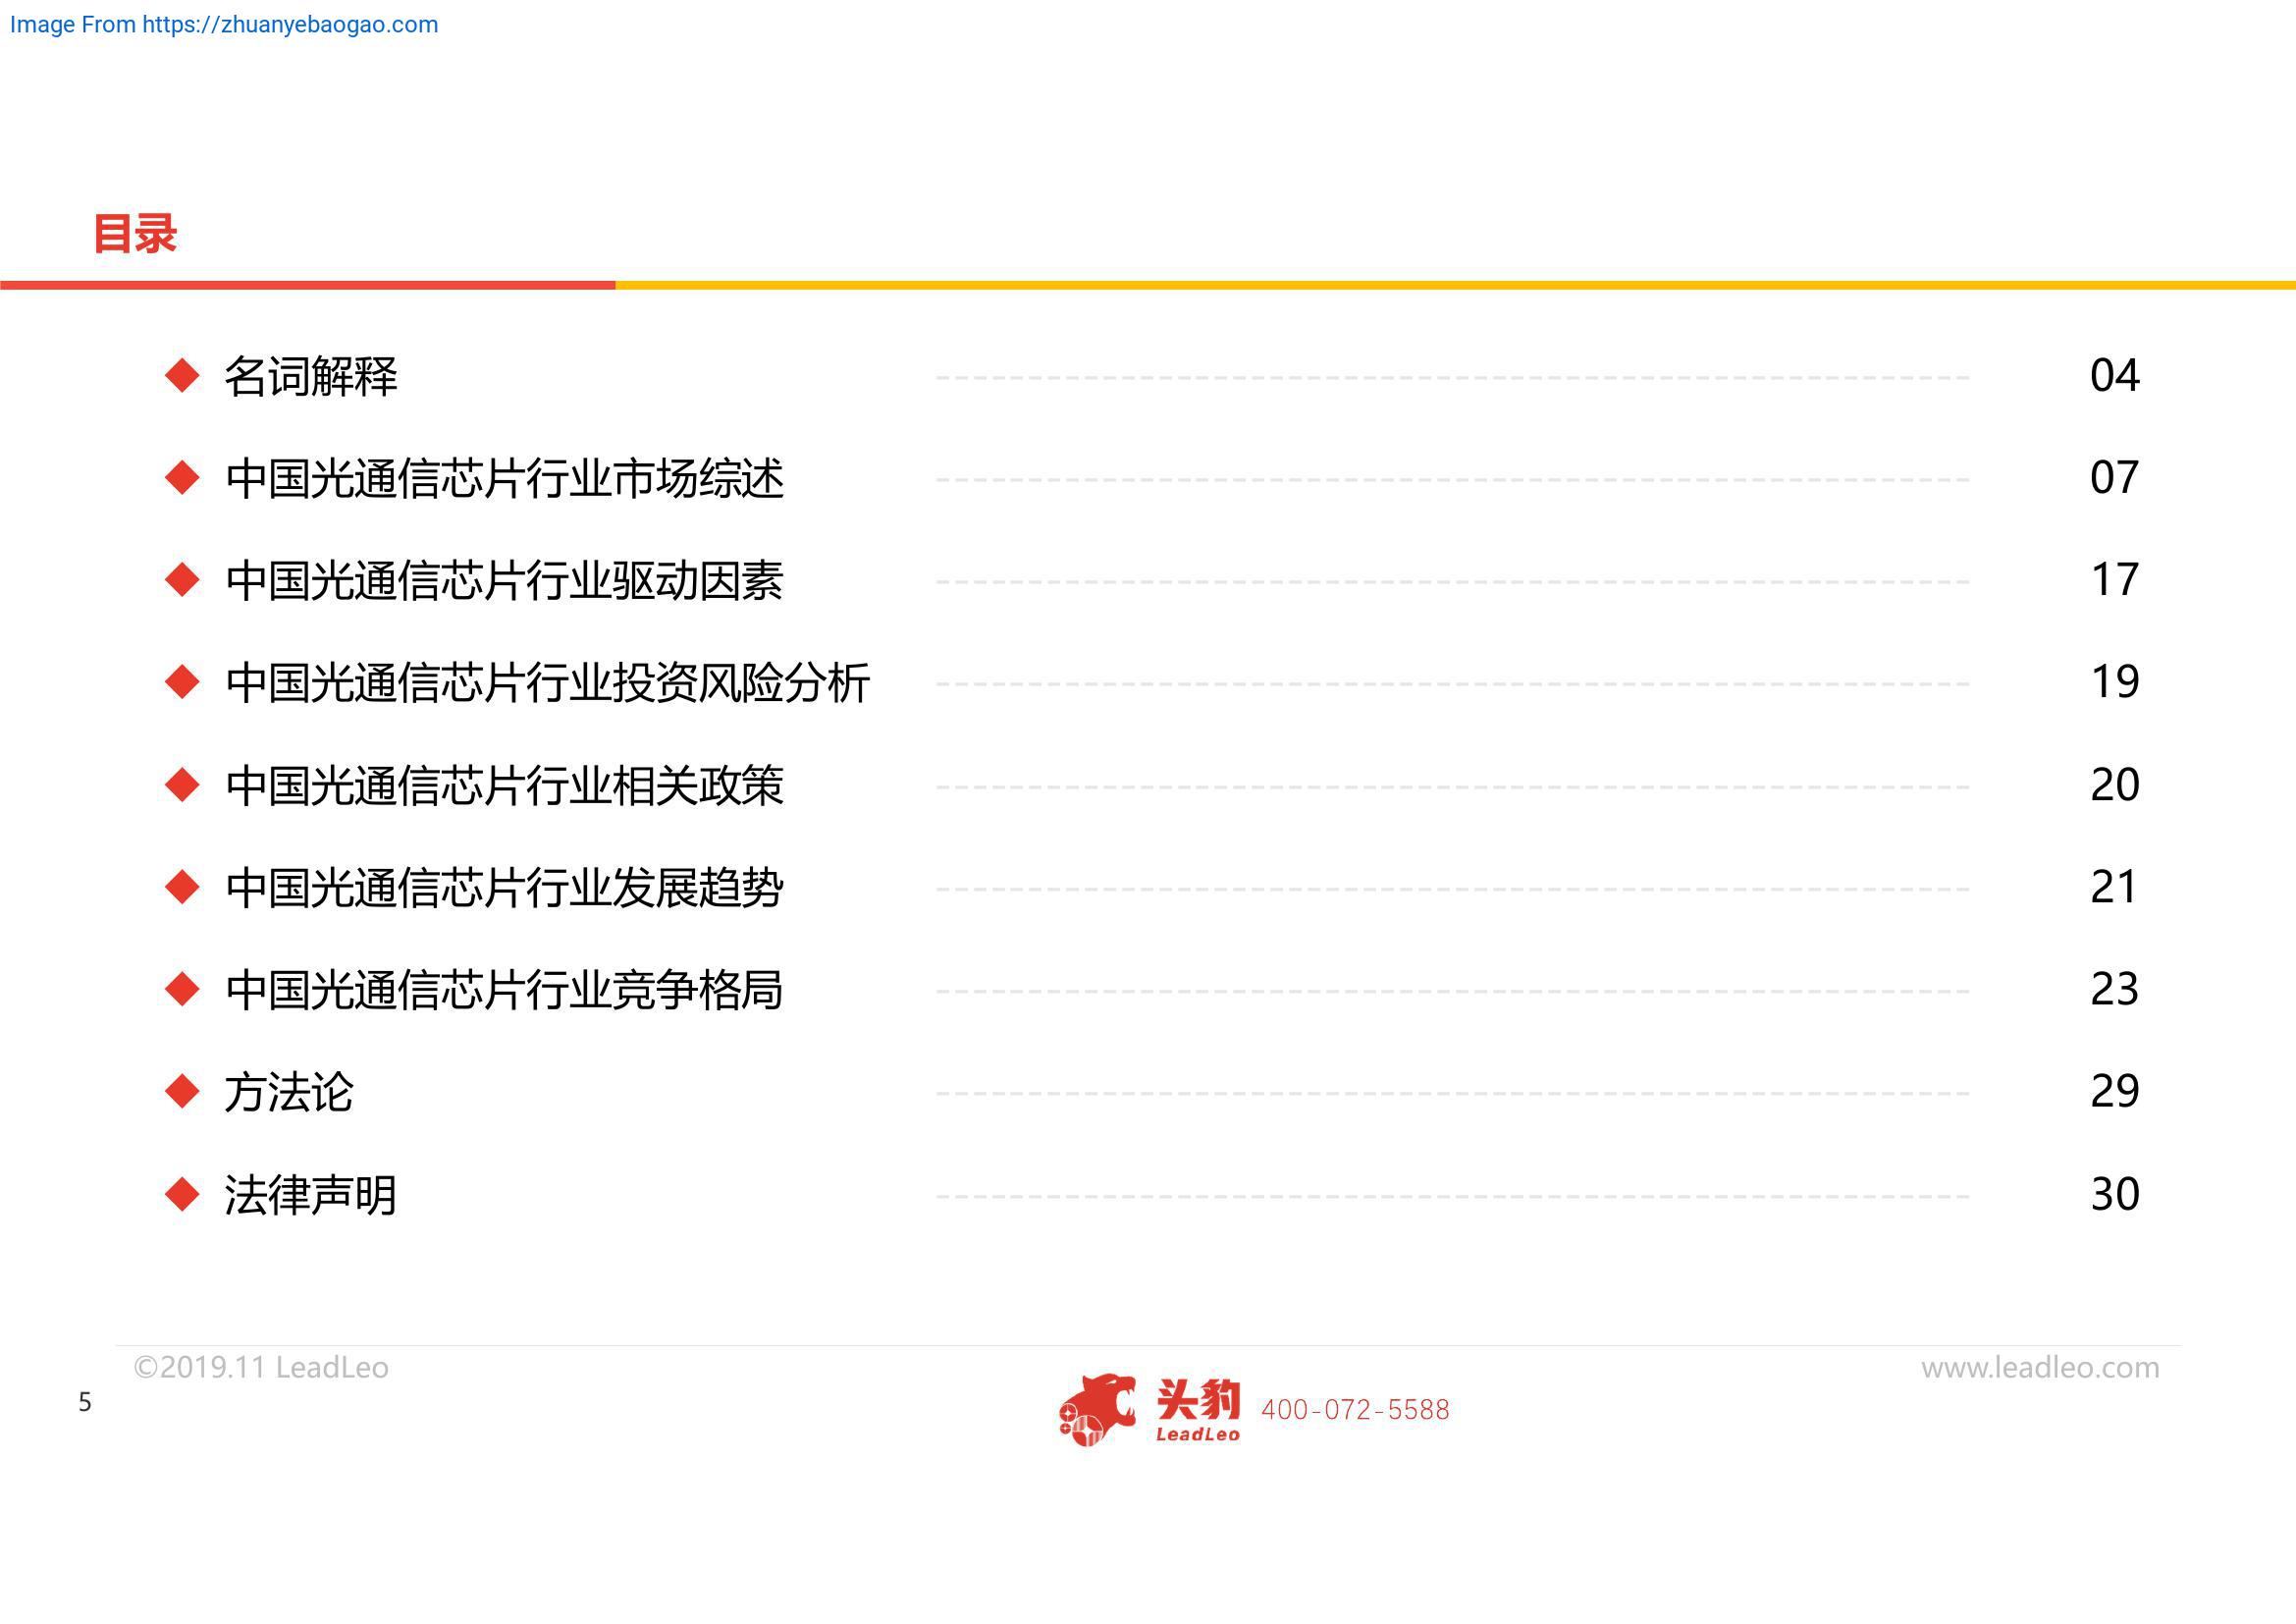 Image From https://zhuanyebaogao.com
目录
名词解释 04
中国光通信芯片行业市场综述 07
中国光通信芯片行业驱动因素 17
中国光通信芯片行业投资风险分析 19
中国光通信芯片行业相关政策 20
中国光通信芯片行业发展趋势 21
中国光通信芯片行业竞争格局 23
方法论 29
法律声明 30
©2019.11 LeadLeo
www.leadleo.com
5
头豹
LeadLeo
400-072-5588